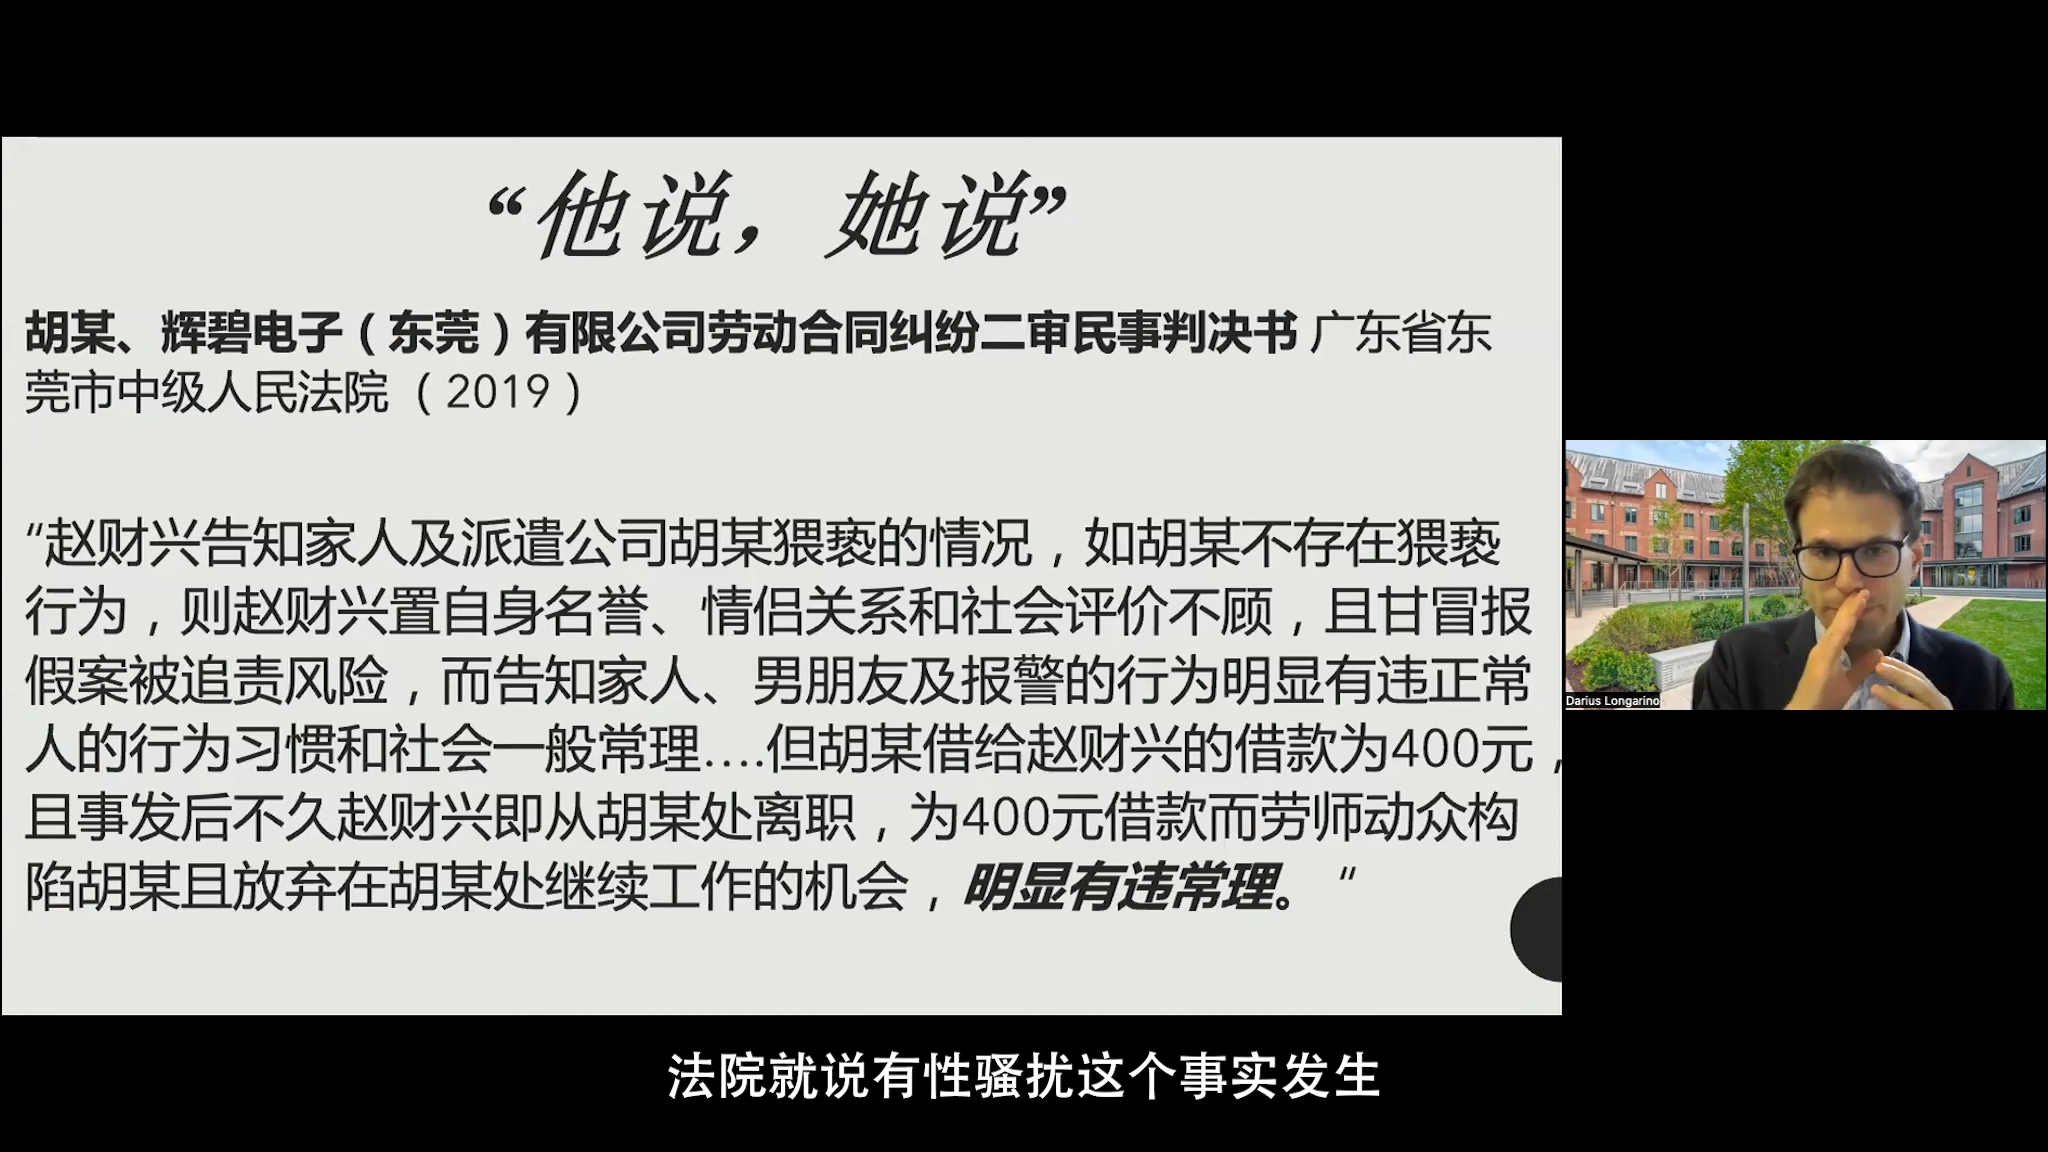 “他说，她说”
胡某、辉碧电子（东莞）有限公司劳动合同纠纷二审民事判决书 广东省东
莞市中级人民法院（2019）
“赵财兴告知家人及派遣公司胡某猥亵的情况，如胡某不存在猥亵
行为，则赵财兴置自身名誉、情侣关系和社会评价不顾，且甘冒报
假案被追责风险，而告知家人、男朋友及报警的行为明显有违正常
人的行为习惯和社会一般常理....但胡某借给赵财兴的借款为400元，
且事发后不久赵财兴即从胡某处离职，为400元借款而劳师动众构
陷胡某且放弃在胡某处继续工作的机会，明显有违常理。“
Darius Longarino
法院就说有性骚扰这个事实发生